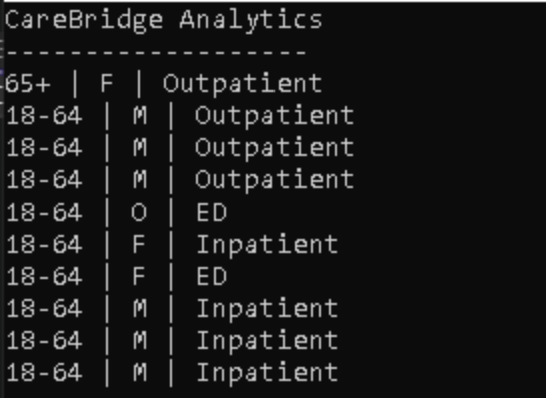 CareBridge Analytics
-------------------
65+ | F | Outpatient
18-64 | M | Outpatient
18-64 | M | Outpatient
18-64 | M | Outpatient
18-64 | O | ED
18-64 | F | Inpatient
18-64 | F | ED
18-64 | M | Inpatient
18-64 | M | Inpatient
18-64 | M | Inpatient